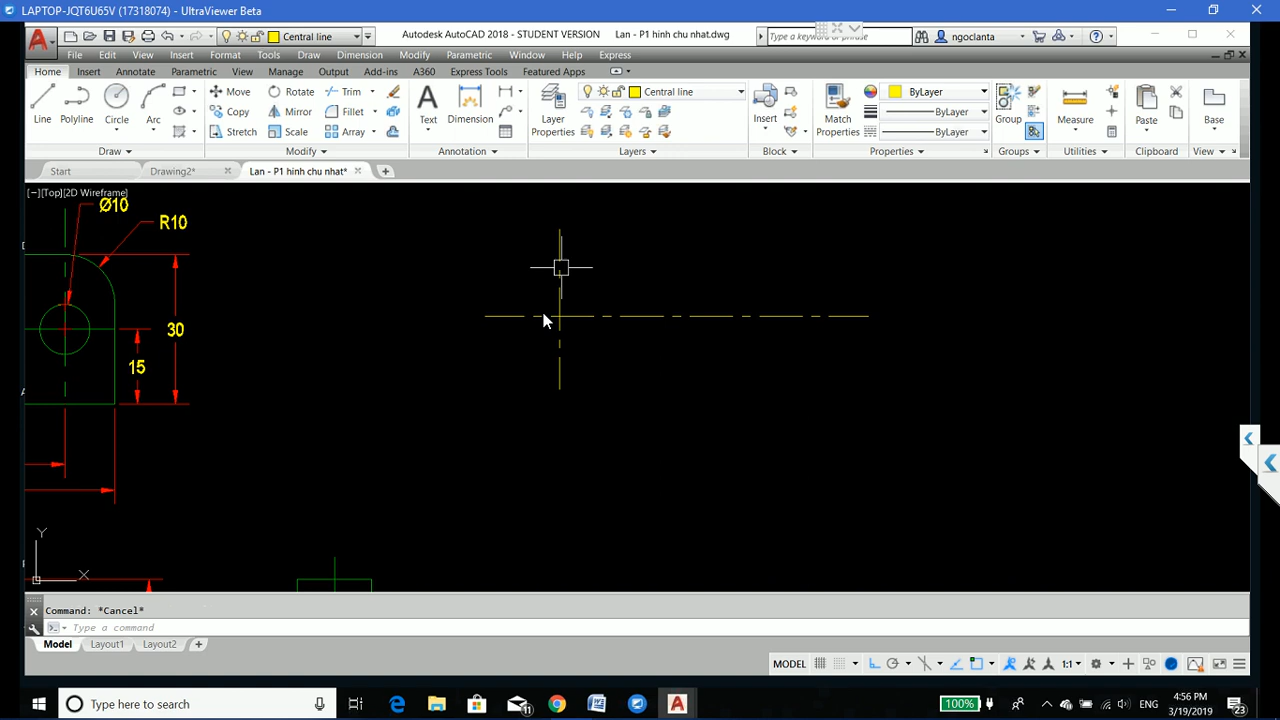 LAPTOP-JQT6U65V (17318074) - UltraViewer Beta
Central line
Autodesk AutoCAD 2018 - STUDENT VERSION Lan - P1 hinh chu nhat.dwg
Type a keyword or phrase
ngoclanta
File Edit View Insert Format Tools Draw Dimension Modify Parametric Window Help Express
Home Insert Annotate Parametric View Manage Output Add-ins A360 Express Tools Featured Apps
Line Polyline Circle Arc
Move Rotate Trim
Copy Mirror Fillet
Stretch Scale Array
Text Dimension
Layer Properties
Central line
Insert
Match Properties
ByLayer
ByLayer
ByLayer
Group Measure Paste Base
Draw Modify Annotation Layers Block Properties Groups Utilities Clipboard View
Start Drawing2* Lan - P1 hinh chu nhat*
[−][Top][2D Wireframe]
Ø10
R10
30
15
Y
X
Command: *Cancel*
Type a command
Model Layout1 Layout2
MODEL 1:1
Type here to search
11
100%
ENG
4:56 PM
3/19/2019
23